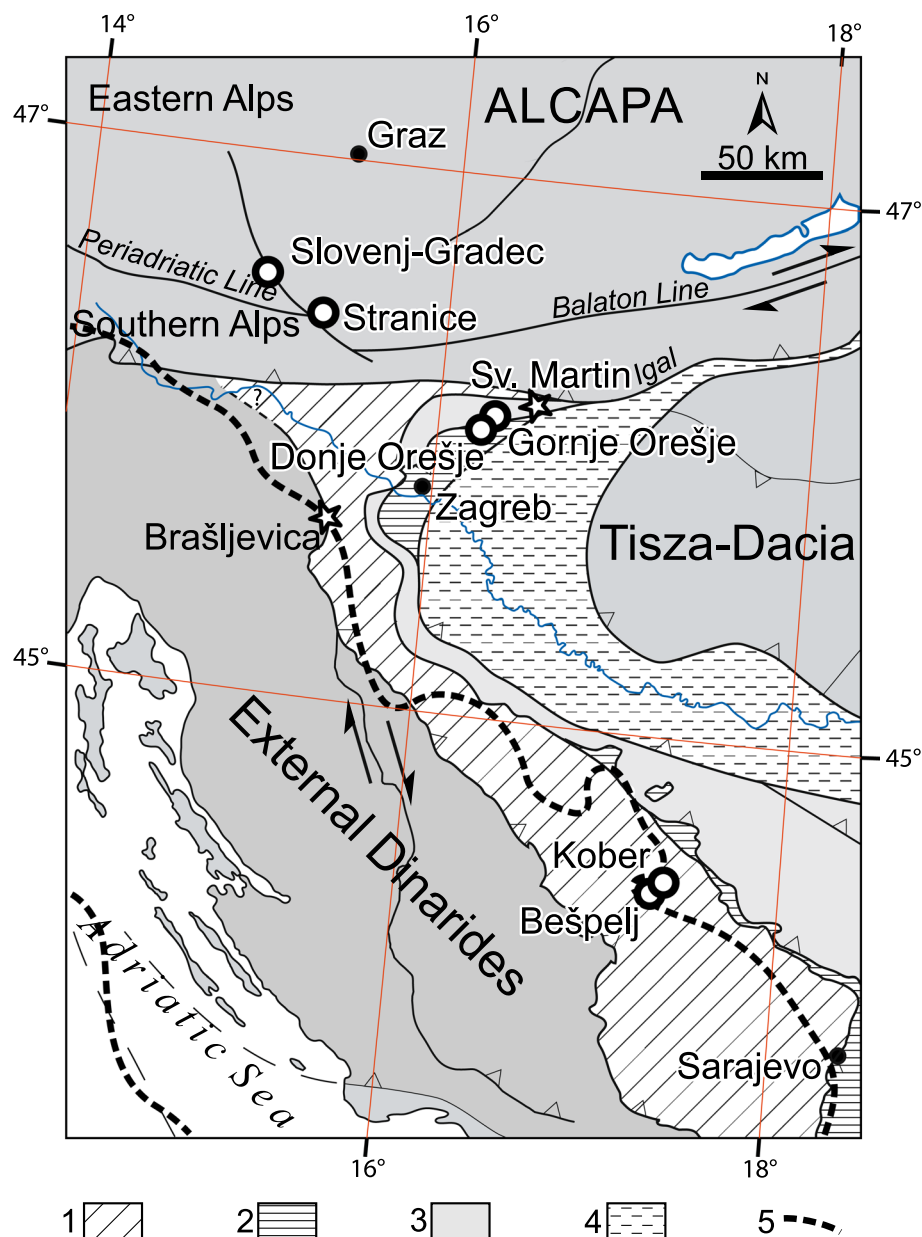 14°
16°
18°
Eastern Alps
ALCAPA
N
47°
Graz
50 km
47°
Slovenj-Gradec
Periadriatic Line
Balaton Line
Stranice
Southern Alps
Igal
Sv. Martin
?
Gornje Orešje
Donje Orešje
Zagreb
Brašljevica
Tisza-Dacia
45°
45°
External Dinarides
Kober
Bešpelj
Adriatic Sea
Sarajevo
16°
18°
1
2
3
4
5